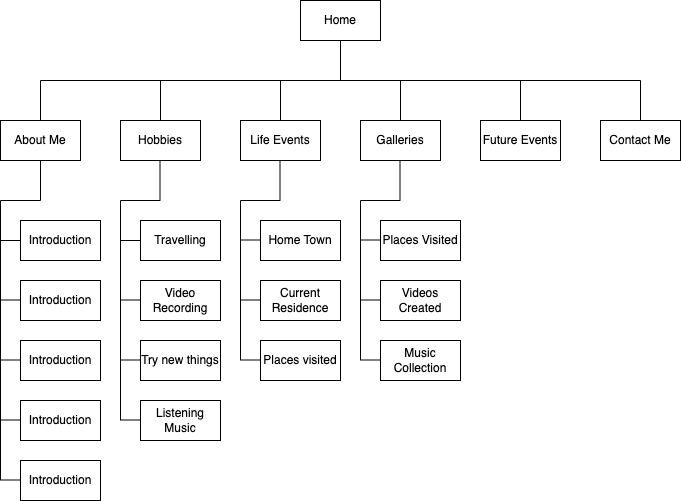 Home
About Me
Hobbies
Life Events
Galleries
Future Events
Contact Me
Introduction
Travelling
Home Town
Places Visited
Introduction
Video
Recording
Current
Residence
Videos
Created
Introduction
Try new things
Places visited
Music
Collection
Introduction
Listening
Music
Introduction